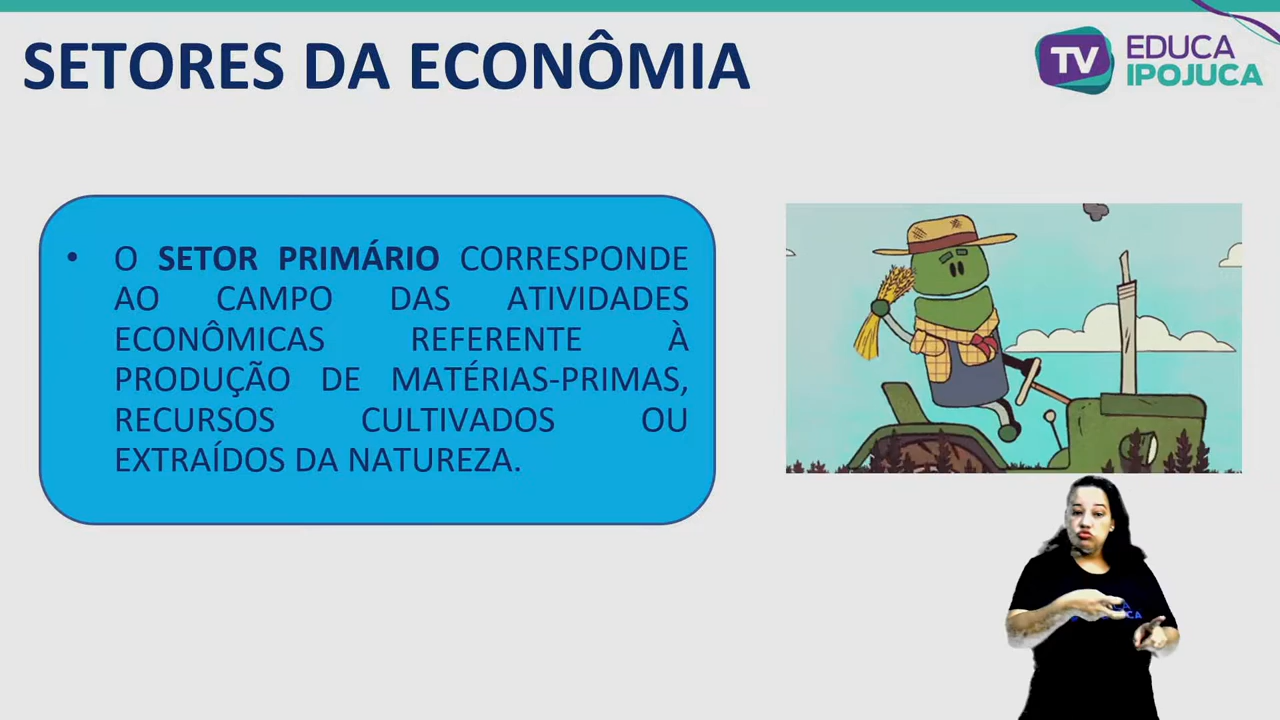 SETORES DA ECONÔMIA
TV EDUCA
IPOJUCA
• O SETOR PRIMÁRIO CORRESPONDE
AO CAMPO DAS ATIVIDADES
ECONÔMICAS REFERENTE À
PRODUÇÃO DE MATÉRIAS-PRIMAS,
RECURSOS CULTIVADOS OU
EXTRAÍDOS DA NATUREZA.